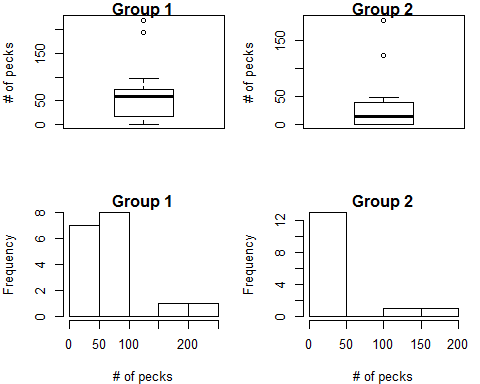 Group 1
Group 2
# of pecks
0
50
150
# of pecks
0
50
150
Group 1
Group 2
Frequency
0
2
4
6
8
0 50 100 200
# of pecks
Frequency
0
4
8
12
0 50 100 150 200
# of pecks